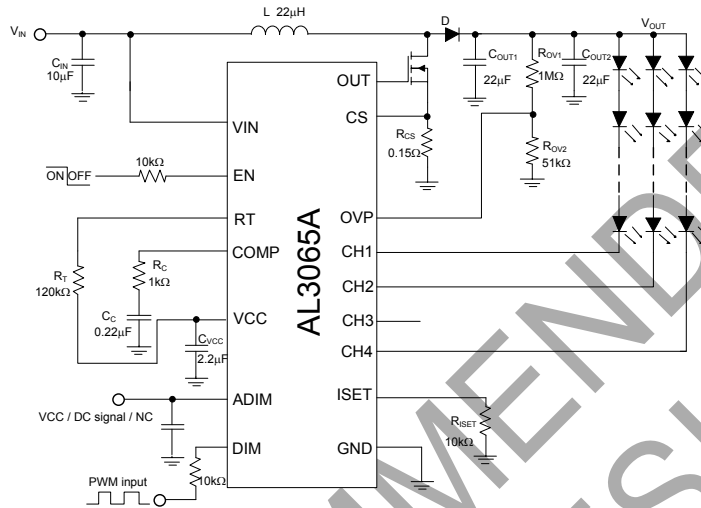 L 22μH
D
VIN
VOUT
CIN
10μF
COUT1
22μF
ROV1
1MΩ
COUT2
22μF
OUT
CS
RCS
0.15Ω
ROV2
51kΩ
VIN
10kΩ
ON OFF
EN
RT
OVP
COMP
CH1
RT
120kΩ
RC
1kΩ
CC
0.22μF
AL3065A
CH2
VCC
CH3
CVCC
2.2μF
CH4
ADIM
ISET
VCC / DC signal / NC
RISET
10kΩ
DIM
GND
10kΩ
PWM input
MMEND